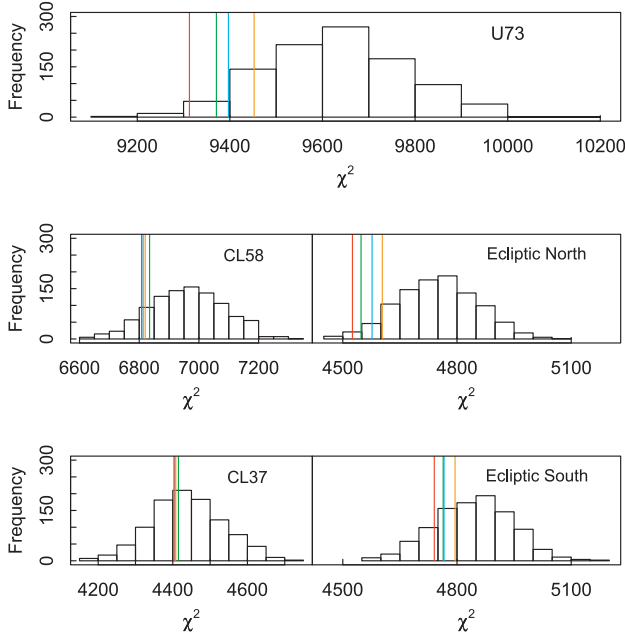 U73
Frequency
0 150 300
9200 9400 9600 9800 10000 10200
χ²
CL58
Ecliptic North
Frequency
0 150 300
6600 6800 7000 7200
4500 4800 5100
χ²
χ²
CL37
Ecliptic South
Frequency
0 150 300
4200 4400 4600
4500 4800 5100
χ²
χ²